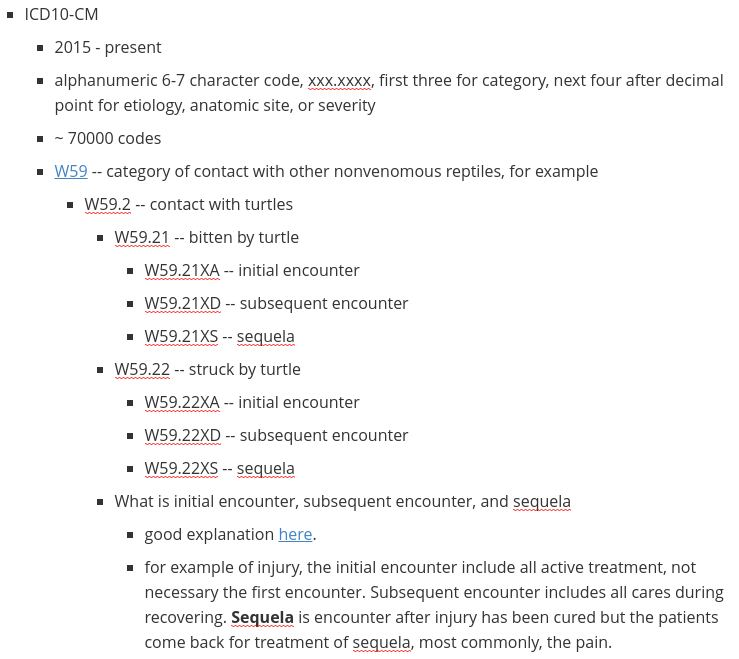 ICD10-CM
2015 - present
alphanumeric 6-7 character code, xxx.xxxx, first three for category, next four after decimal
point for etiology, anatomic site, or severity
~ 70000 codes
W59 -- category of contact with other nonvenomous reptiles, for example
W59.2 -- contact with turtles
W59.21 -- bitten by turtle
W59.21XA -- initial encounter
W59.21XD -- subsequent encounter
W59.21XS -- sequela
W59.22 -- struck by turtle
W59.22XA -- initial encounter
W59.22XD -- subsequent encounter
W59.22XS -- sequela
What is initial encounter, subsequent encounter, and sequela
good explanation here.
for example of injury, the initial encounter include all active treatment, not
necessary the first encounter. Subsequent encounter includes all cares during
recovering. Sequela is encounter after injury has been cured but the patients
come back for treatment of sequela, most commonly, the pain.